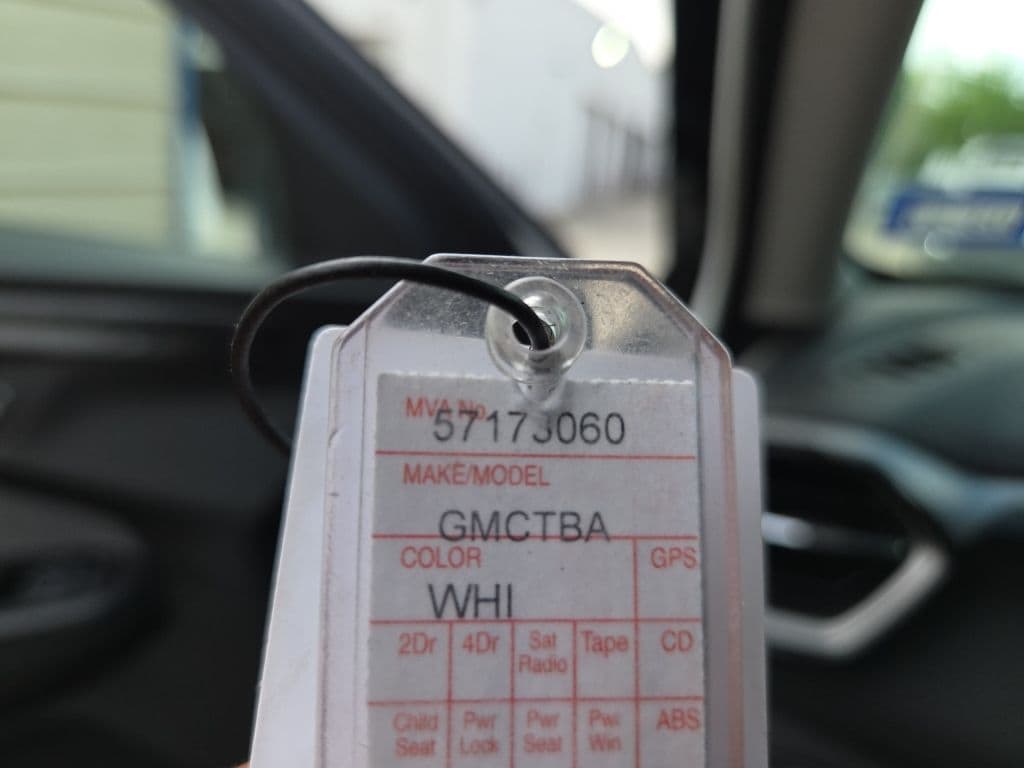 MVA No.
57173060
MAKE/MODEL
GMCTBA
COLOR GPS
WHI
2Dr 4Dr Sat Radio Tape CD
Child Seat Pwr Lock Pwr Seat Pwr Win ABS